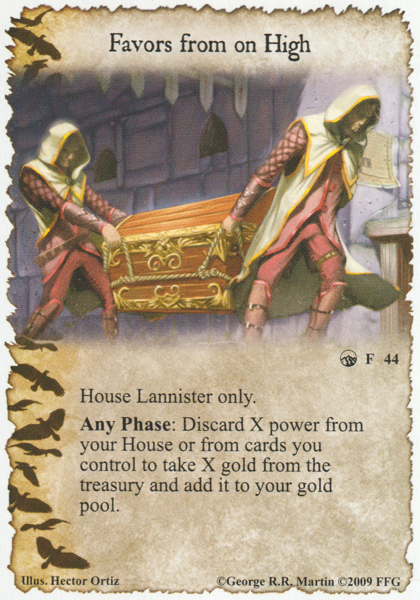 Favors from on High
F 44
House Lannister only.
Any Phase: Discard X power from
your House or from cards you
control to take X gold from the
treasury and add it to your gold
pool.
Illus. Hector Ortiz ©George R.R. Martin ©2009 FFG